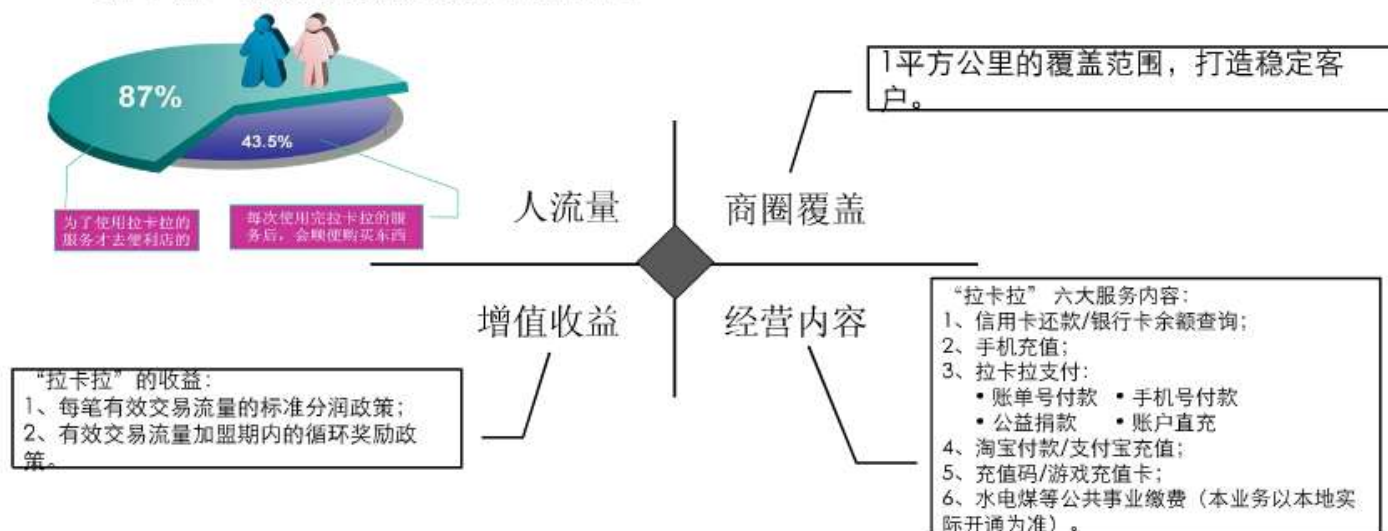 87%
43.5%
为了使用拉卡拉的
服务才去便利店的
每次使用完拉卡拉的服
务后，会顺便购买东西
1平方公里的覆盖范围，打造稳定客
户。
人流量
商圈覆盖
增值收益
经营内容
“拉卡拉”的收益：
1、每笔有效交易流量的标准分润政策；
2、有效交易流量加盟期内的循环奖励政
策。
“拉卡拉” 六大服务内容：
1、信用卡还款/银行卡余额查询；
2、手机充值；
3、拉卡拉支付：
• 账单号付款 • 手机号付款
• 公益捐款 • 账户直充
4、淘宝付款/支付宝充值；
5、充值码/游戏充值卡；
6、水电煤等公共事业缴费（本业务以本地实
际开通为准）。